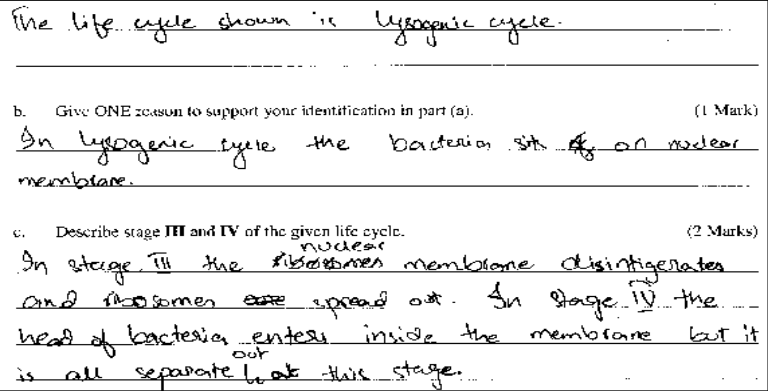 The life cycle shown is lysogenic cycle.
b. Give ONE reason to support your identification in part (a). (1 Mark)
In lysogenic cycle the bacteria sit on nuclear
membrane.
c. Describe stage III and IV of the given life cycle. (2 Marks)
nuclear
In stage III the ribosomes membrane disintigerates
and ribosomes spread out. In stage IV the
head of bacteria enters inside the membrane but it
out
is all separate at this stage.